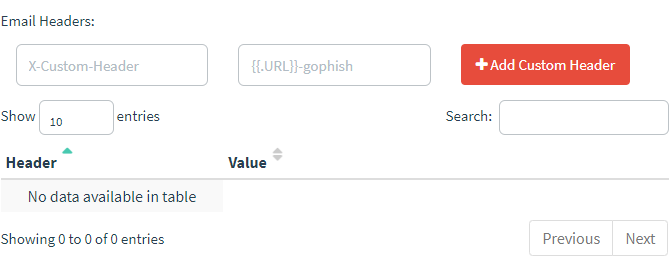 Email Headers:
X-Custom-Header {{.URL}}-gophish + Add Custom Header
Show 10 entries Search:
Header Value
No data available in table
Showing 0 to 0 of 0 entries Previous Next